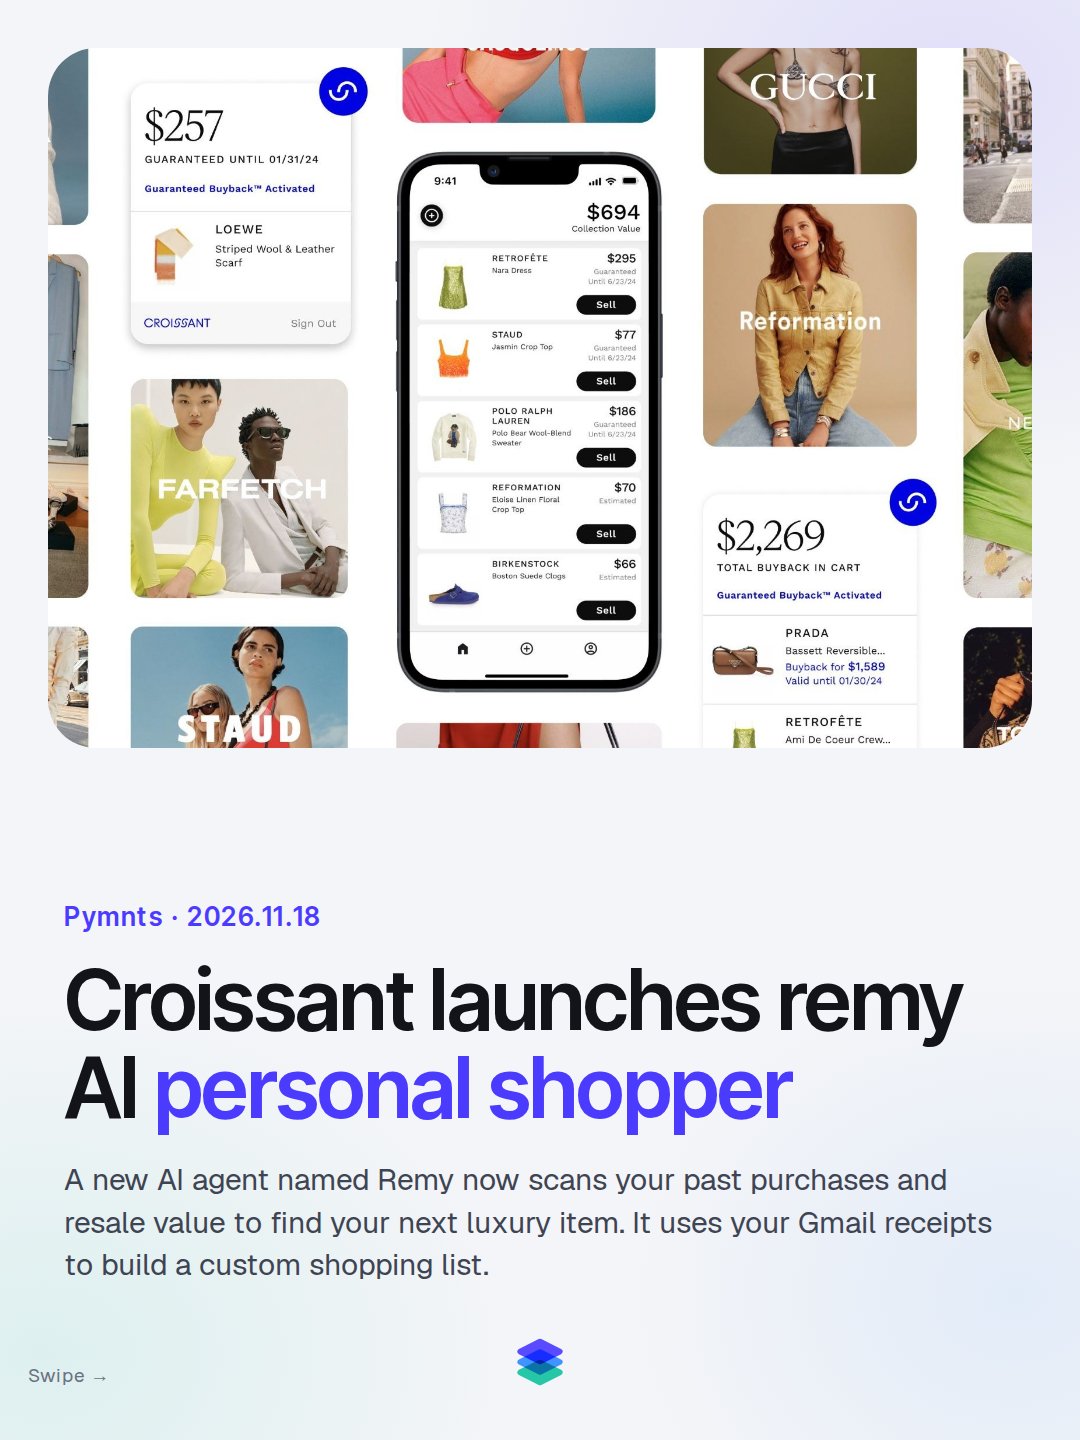 $257
GUARANTEED UNTIL 01/31/24
Guaranteed Buyback™ Activated
LOEWE
Striped Wool & Leather
Scarf
CROISSANT
Sign Out
FARFETCH
STAUD
9:41
$694
Collection Value
RETROFÊTE
$295
Nara Dress
Guaranteed
Until 6/23/24
Sell
STAUD
$77
Jasmin Crop Top
Guaranteed
Until 6/23/24
Sell
POLO RALPH
LAUREN
$186
Polo Bear Wool-Blend
Sweater
Guaranteed
Until 6/23/24
Sell
REFORMATION
$70
Eloise Linen Floral
Crop Top
Estimated
Sell
BIRKENSTOCK
$66
Boston Suede Clogs
Estimated
Sell
GUCCI
Reformation
$2,269
TOTAL BUYBACK IN CART
Guaranteed Buyback™ Activated
PRADA
Bassett Reversible...
Buyback for $1,589
Valid until 01/30/24
RETROFÊTE
Ami De Coeur Crew...
NE
TO
Pymnts · 2026.11.18
Croissant launches remy
AI personal shopper
A new AI agent named Remy now scans your past purchases and
resale value to find your next luxury item. It uses your Gmail receipts
to build a custom shopping list.
Swipe →